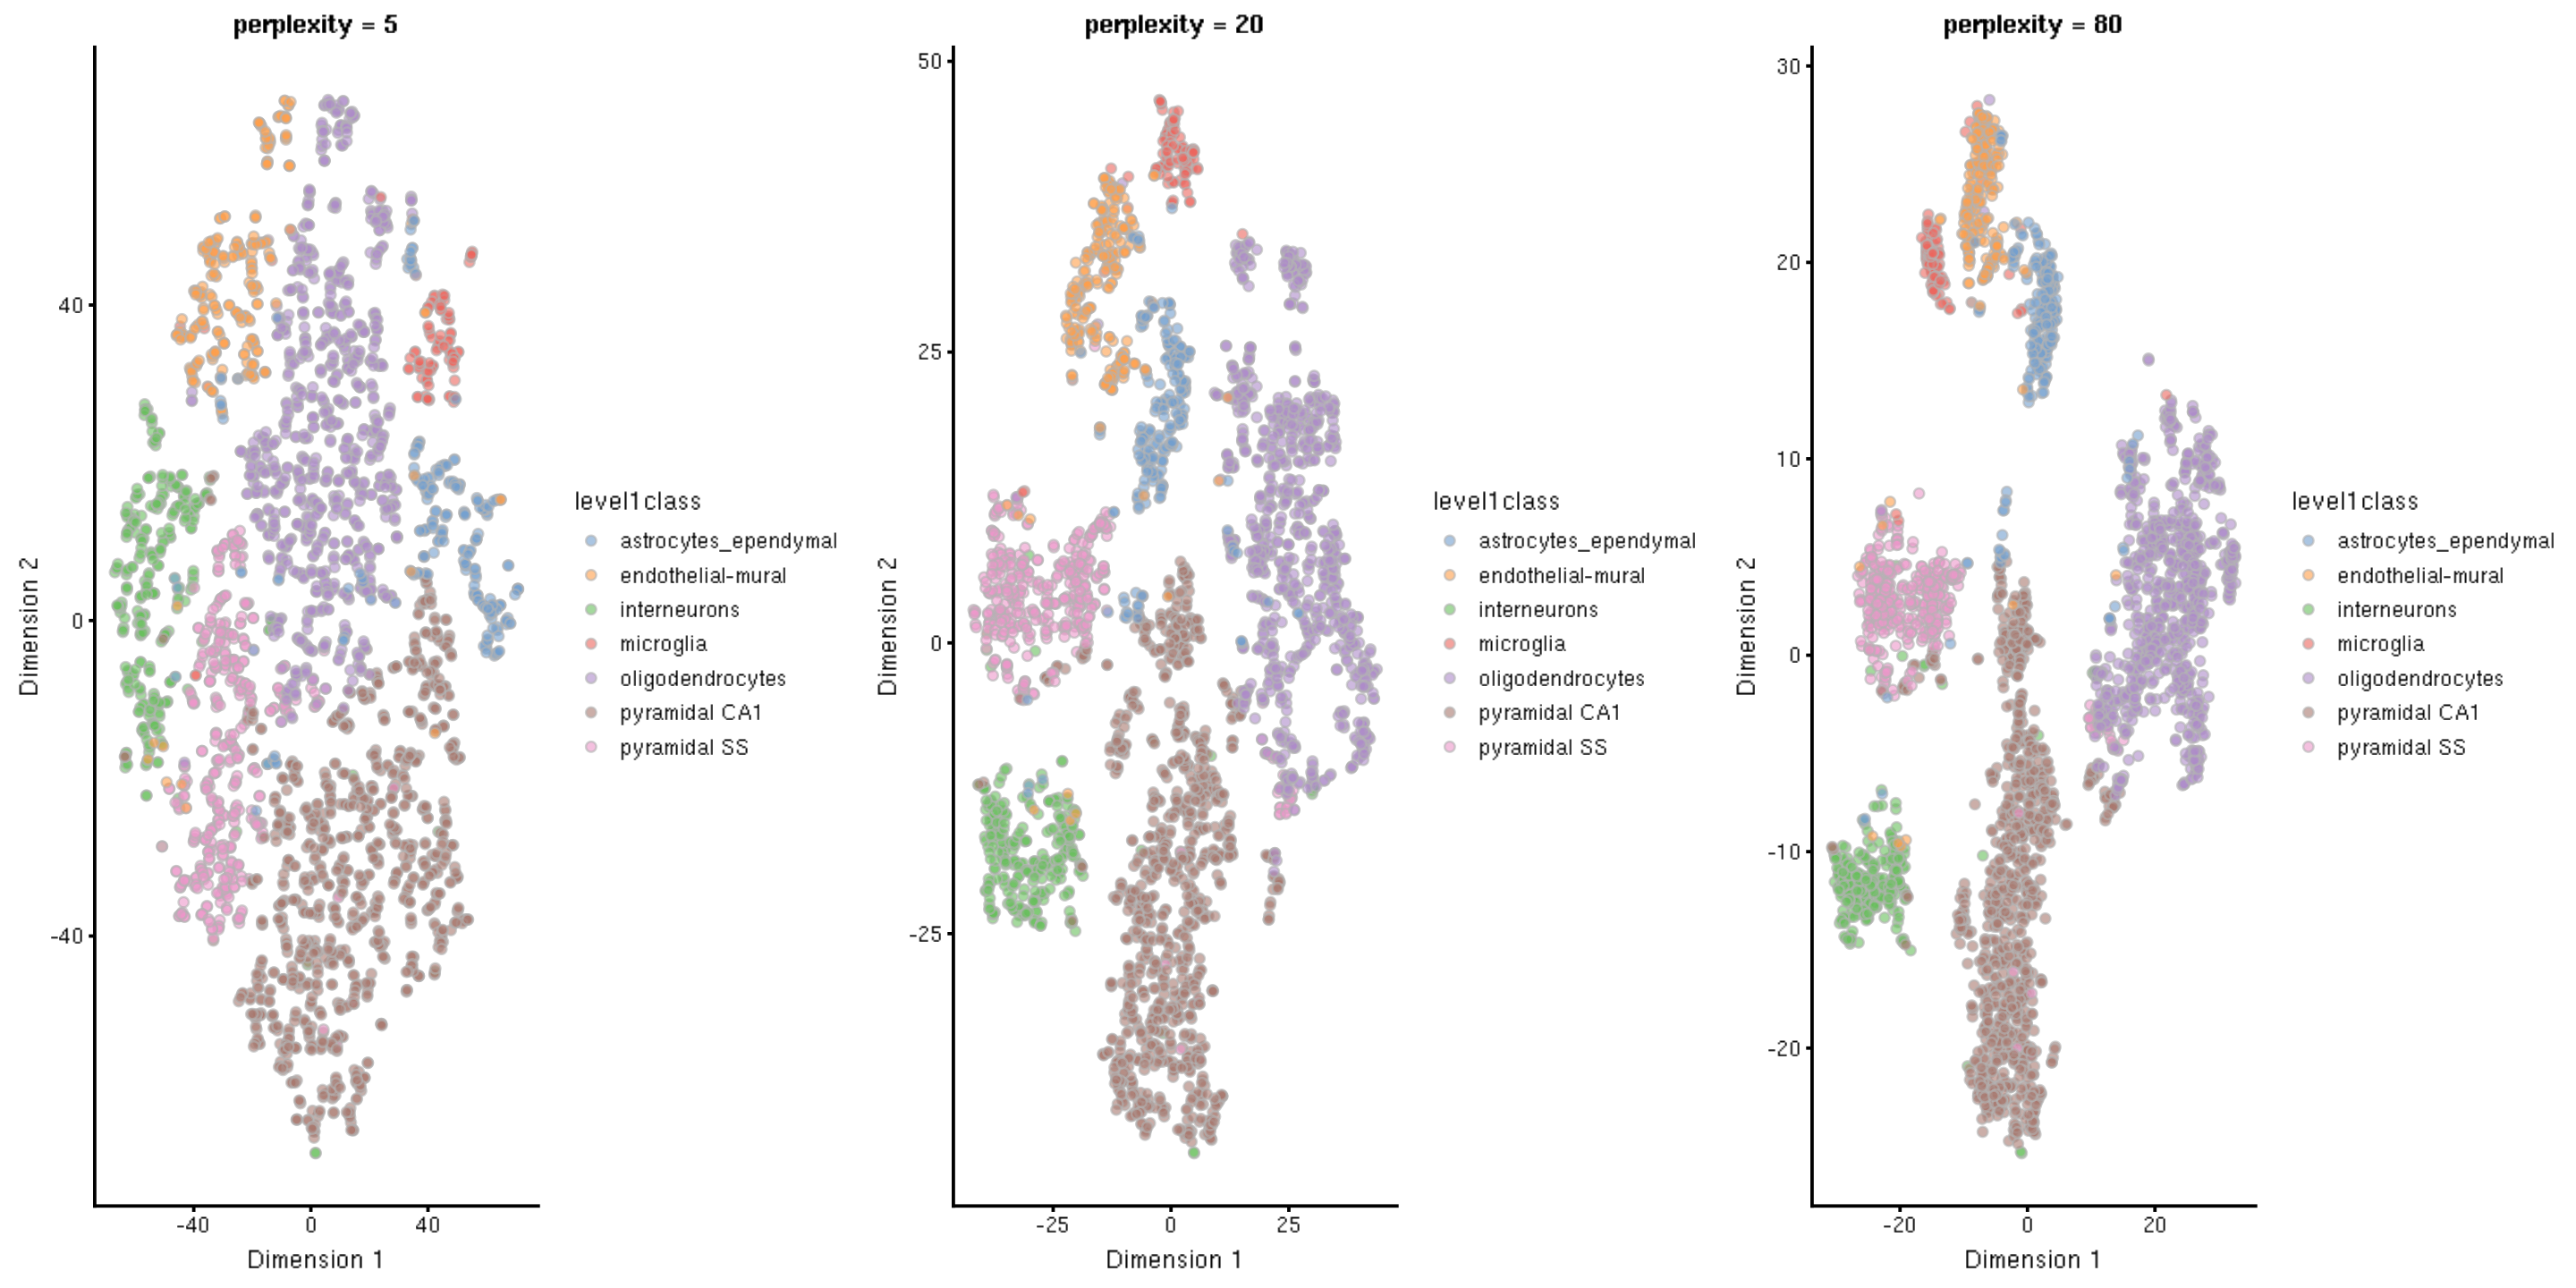 perplexity = 5
40
0
-40
-40 0 40
Dimension 1
Dimension 2
level1class
astrocytes_ependymal
endothelial-mural
interneurons
microglia
oligodendrocytes
pyramidal CA1
pyramidal SS
perplexity = 20
50
25
0
-25
-25 0 25
Dimension 1
Dimension 2
level1class
astrocytes_ependymal
endothelial-mural
interneurons
microglia
oligodendrocytes
pyramidal CA1
pyramidal SS
perplexity = 80
30
20
10
0
-10
-20
-20 0 20
Dimension 1
Dimension 2
level1class
astrocytes_ependymal
endothelial-mural
interneurons
microglia
oligodendrocytes
pyramidal CA1
pyramidal SS